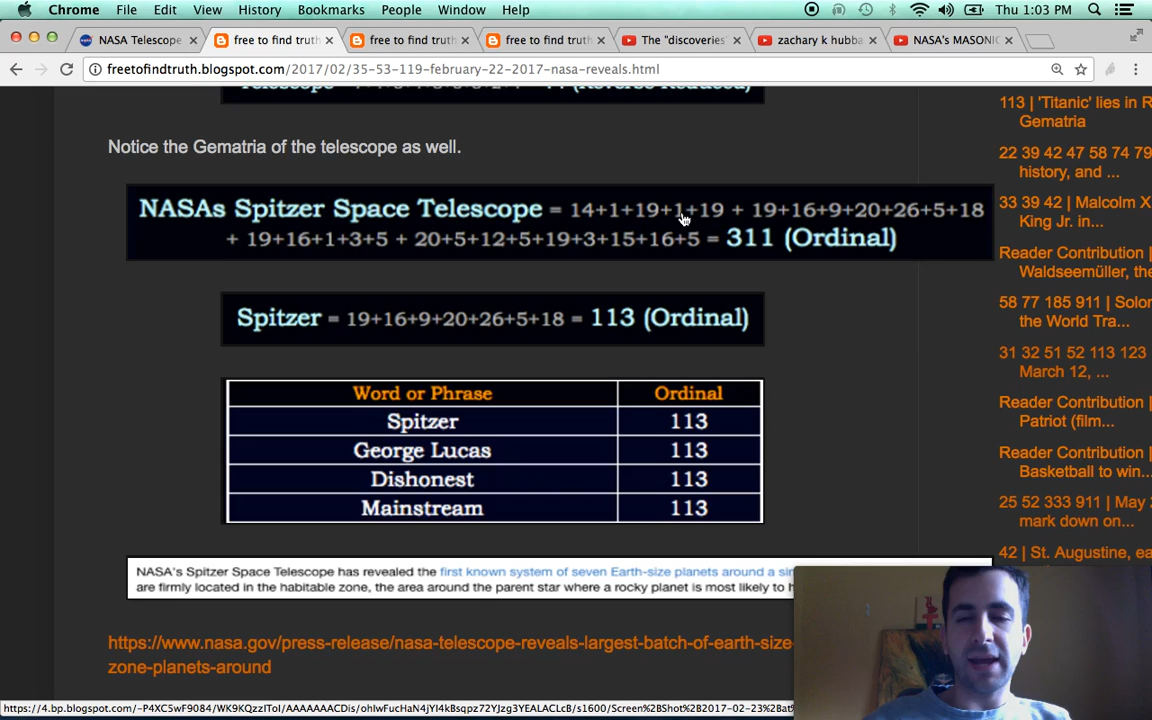 Chrome File Edit View History Bookmarks People Window Help Thu 1:03 PM
NASA Telescope × free to find truth × free to find truth × free to find truth × The "discoveries" × zachary k hubba × NASA's MASONIC ×
freetofindtruth.blogspot.com/2017/02/35-53-119-february-22-2017-nasa-reveals.html
Notice the Gematria of the telescope as well.
NASAs Spitzer Space Telescope = 14+1+19+1+19 + 19+16+9+20+26+5+18
+ 19+16+1+3+5 + 20+5+12+5+19+3+15+16+5 = 311 (Ordinal)
Spitzer = 19+16+9+20+26+5+18 = 113 (Ordinal)
Word or Phrase Ordinal
Spitzer 113
George Lucas 113
Dishonest 113
Mainstream 113
NASA's Spitzer Space Telescope has revealed the first known system of seven Earth-size planets around a si
are firmly located in the habitable zone, the area around the parent star where a rocky planet is most likely to h
https://www.nasa.gov/press-release/nasa-telescope-reveals-largest-batch-of-earth-size-
zone-planets-around
113 | 'Titanic' lies in R
Gematria
22 39 42 47 58 74 79
history, and ...
33 39 42 | Malcolm X
King Jr. in...
Reader Contribution |
Waldseemüller, the
58 77 185 911 | Solor
the World Tra...
31 32 51 52 113 123
March 12, ...
Reader Contribution |
Patriot (film...
Reader Contribution |
Basketball to win...
25 52 333 911 | May
mark down on...
42 | St. Augustine, ea